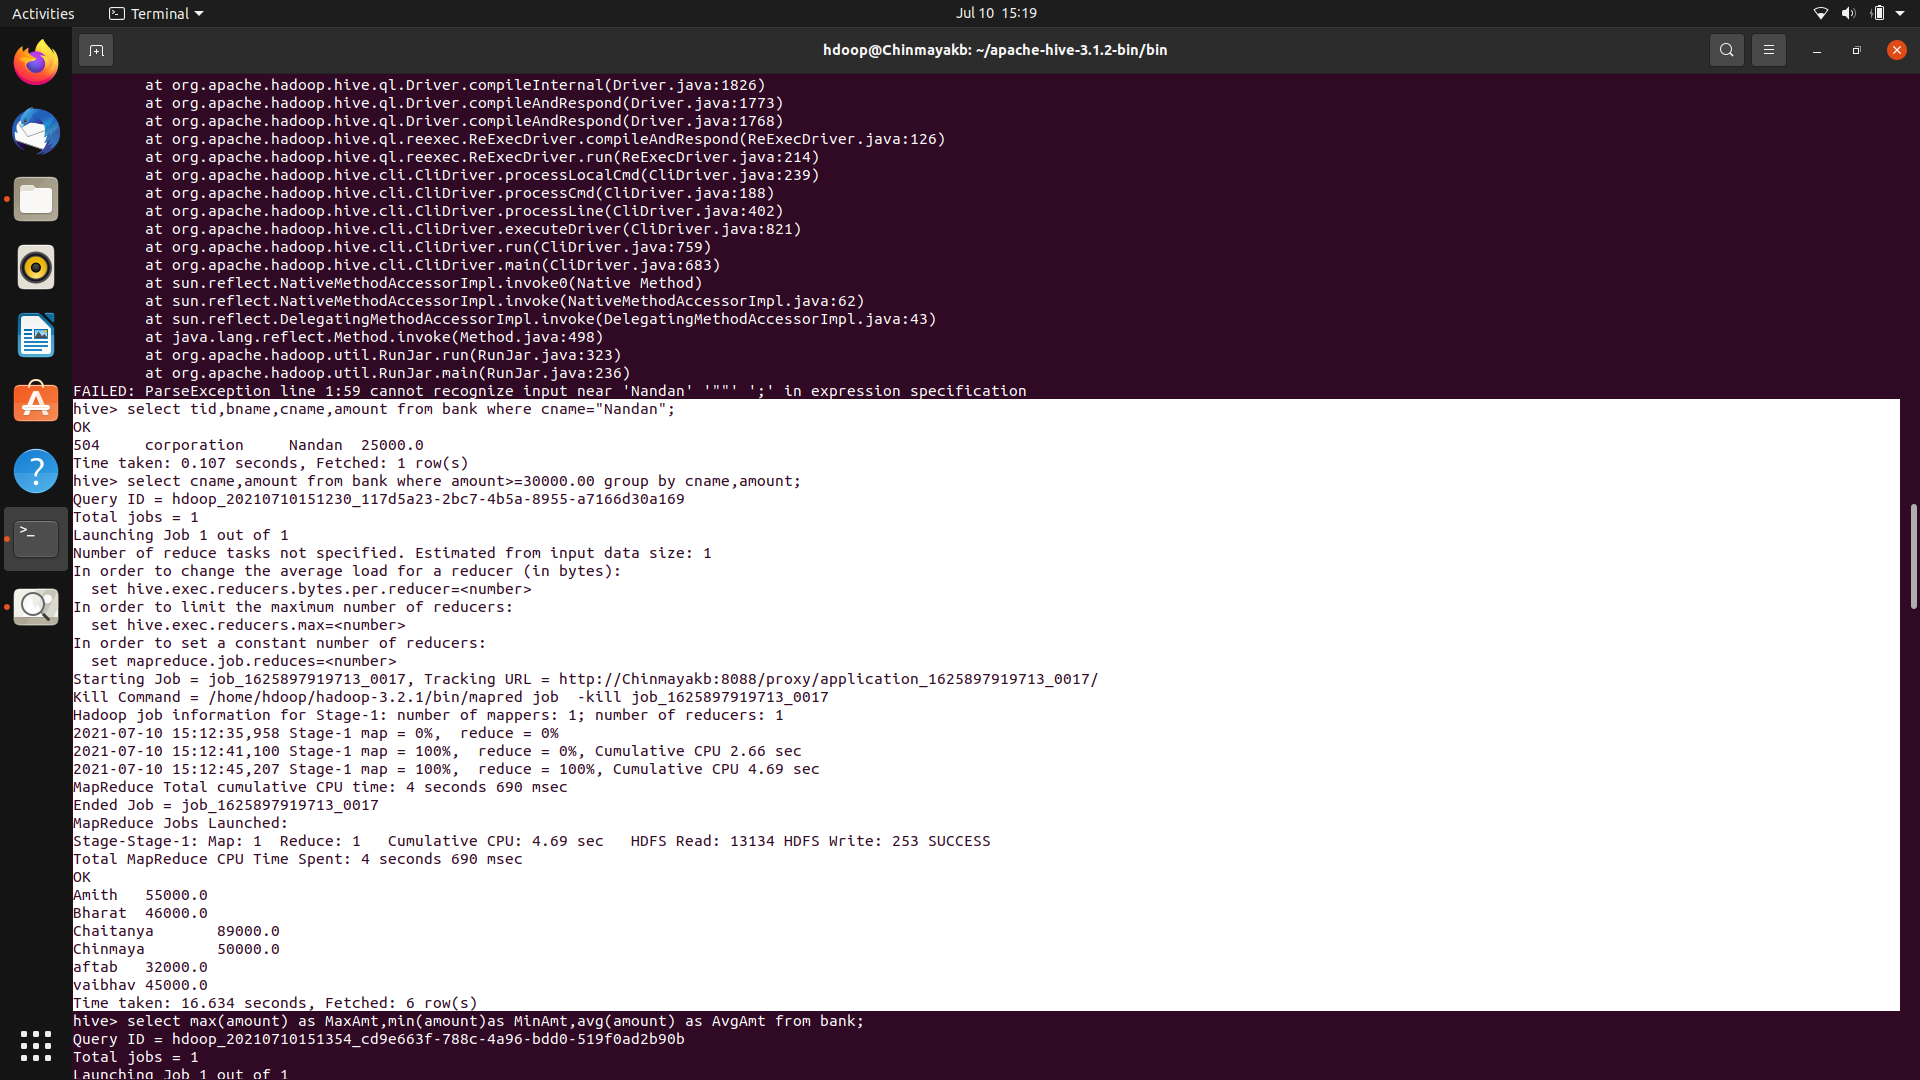 Activities
Terminal
Jul 10 15:19
hdoop@Chinmayakb: ~/apache-hive-3.1.2-bin/bin
at org.apache.hadoop.hive.ql.Driver.compileInternal(Driver.java:1826)
at org.apache.hadoop.hive.ql.Driver.compileAndRespond(Driver.java:1773)
at org.apache.hadoop.hive.ql.Driver.compileAndRespond(Driver.java:1768)
at org.apache.hadoop.hive.ql.reexec.ReExecDriver.compileAndRespond(ReExecDriver.java:126)
at org.apache.hadoop.hive.ql.reexec.ReExecDriver.run(ReExecDriver.java:214)
at org.apache.hadoop.hive.cli.CliDriver.processLocalCmd(CliDriver.java:239)
at org.apache.hadoop.hive.cli.CliDriver.processCmd(CliDriver.java:188)
at org.apache.hadoop.hive.cli.CliDriver.processLine(CliDriver.java:402)
at org.apache.hadoop.hive.cli.CliDriver.executeDriver(CliDriver.java:821)
at org.apache.hadoop.hive.cli.CliDriver.run(CliDriver.java:759)
at org.apache.hadoop.hive.cli.CliDriver.main(CliDriver.java:683)
at sun.reflect.NativeMethodAccessorImpl.invoke0(Native Method)
at sun.reflect.NativeMethodAccessorImpl.invoke(NativeMethodAccessorImpl.java:62)
at sun.reflect.DelegatingMethodAccessorImpl.invoke(DelegatingMethodAccessorImpl.java:43)
at java.lang.reflect.Method.invoke(Method.java:498)
at org.apache.hadoop.util.RunJar.run(RunJar.java:323)
at org.apache.hadoop.util.RunJar.main(RunJar.java:236)
FAILED: ParseException line 1:59 cannot recognize input near 'Nandan' '""' ';' in expression specification
hive> select tid,bname,cname,amount from bank where cname="Nandan";
OK
504 corporation Nandan 25000.0
Time taken: 0.107 seconds, Fetched: 1 row(s)
hive> select cname,amount from bank where amount>=30000.00 group by cname,amount;
Query ID = hdoop_20210710151230_117d5a23-2bc7-4b5a-8955-a7166d30a169
Total jobs = 1
Launching Job 1 out of 1
Number of reduce tasks not specified. Estimated from input data size: 1
In order to change the average load for a reducer (in bytes):
set hive.exec.reducers.bytes.per.reducer=<number>
In order to limit the maximum number of reducers:
set hive.exec.reducers.max=<number>
In order to set a constant number of reducers:
set mapreduce.job.reduces=<number>
Starting Job = job_1625897919713_0017, Tracking URL = http://Chinmayakb:8088/proxy/application_1625897919713_0017/
Kill Command = /home/hdoop/hadoop-3.2.1/bin/mapred job  -kill job_1625897919713_0017
Hadoop job information for Stage-1: number of mappers: 1; number of reducers: 1
2021-07-10 15:12:35,958 Stage-1 map = 0%,  reduce = 0%
2021-07-10 15:12:41,100 Stage-1 map = 100%,  reduce = 0%, Cumulative CPU 2.66 sec
2021-07-10 15:12:45,207 Stage-1 map = 100%,  reduce = 100%, Cumulative CPU 4.69 sec
MapReduce Total cumulative CPU time: 4 seconds 690 msec
Ended Job = job_1625897919713_0017
MapReduce Jobs Launched:
Stage-Stage-1: Map: 1  Reduce: 1   Cumulative CPU: 4.69 sec   HDFS Read: 13134 HDFS Write: 253 SUCCESS
Total MapReduce CPU Time Spent: 4 seconds 690 msec
OK
Amith 55000.0
Bharat 46000.0
Chaitanya 89000.0
Chinmaya 50000.0
aftab 32000.0
vaibhav 45000.0
Time taken: 16.634 seconds, Fetched: 6 row(s)
hive> select max(amount) as MaxAmt,min(amount)as MinAmt,avg(amount) as AvgAmt from bank;
Query ID = hdoop_20210710151354_cd9e663f-788c-4a96-bdd0-519f0ad2b90b
Total jobs = 1
Launching Job 1 out of 1